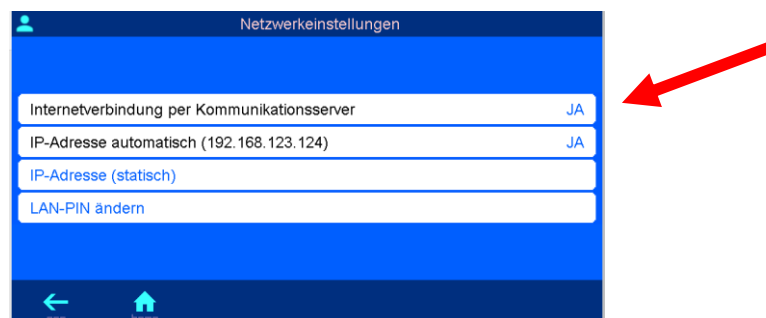 Netzwerkeinstellungen
Internetverbindung per Kommunikationsserver JA
IP-Adresse automatisch (192.168.123.124) JA
IP-Adresse (statisch)
LAN-PIN ändern